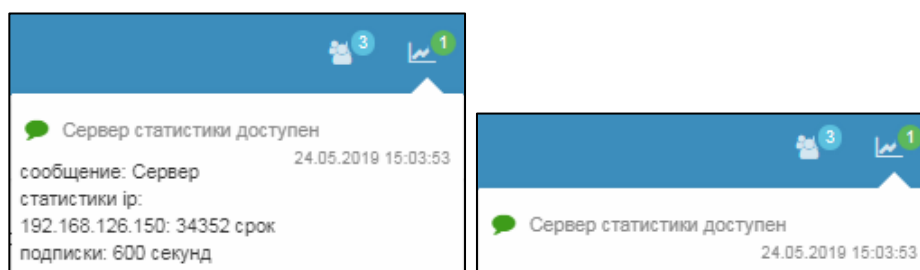 3 1
Сервер статистики доступен
24.05.2019 15:03:53
сообщение: Сервер
статистики ip:
192.168.126.150: 34352 срок
подписки: 600 секунд
3 1
Сервер статистики доступен
24.05.2019 15:03:53